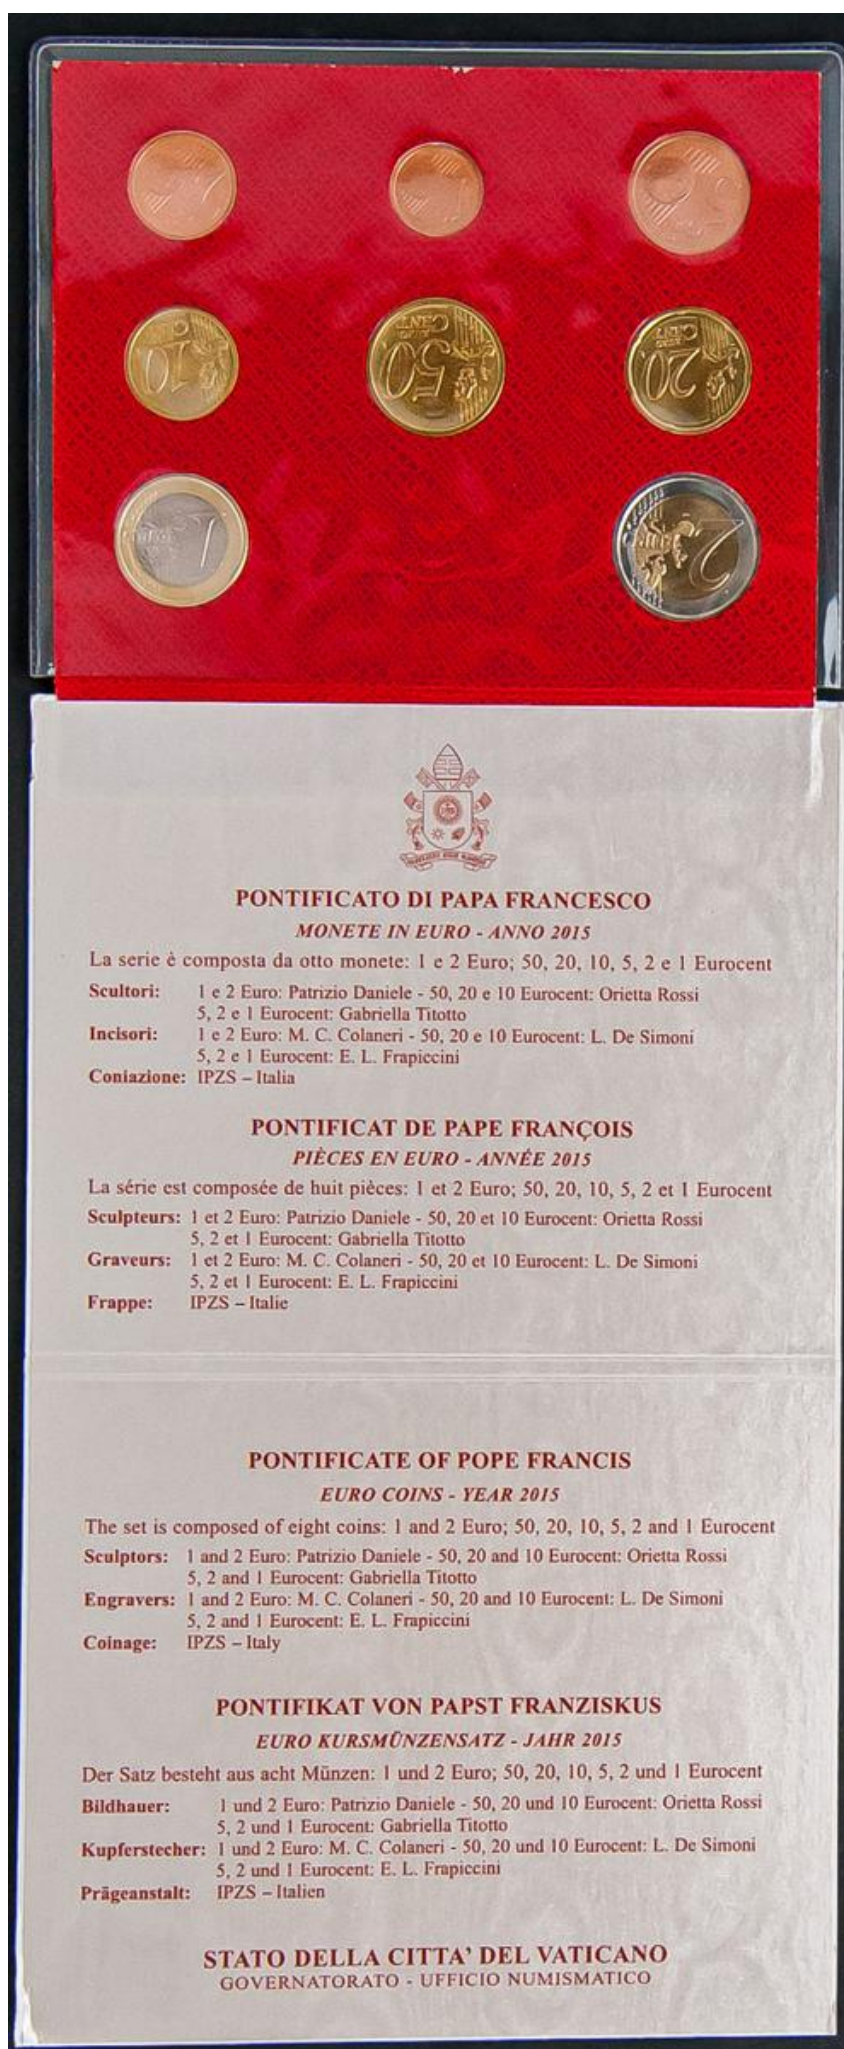 2
1
5
10
CENT
50
EURO
CENT
20
EURO
CENT
1
2
PONTIFICATO DI PAPA FRANCESCO
MONETE IN EURO - ANNO 2015
La serie è composta da otto monete: 1 e 2 Euro; 50, 20, 10, 5, 2 e 1 Eurocent
Scultori: 1 e 2 Euro: Patrizio Daniele - 50, 20 e 10 Eurocent: Orietta Rossi
5, 2 e 1 Eurocent: Gabriella Titotto
Incisori: 1 e 2 Euro: M. C. Colaneri - 50, 20 e 10 Eurocent: L. De Simoni
5, 2 e 1 Eurocent: E. L. Frapiccini
Coniazione: IPZS – Italia
PONTIFICAT DE PAPE FRANÇOIS
PIÈCES EN EURO - ANNÉE 2015
La série est composée de huit pièces: 1 et 2 Euro; 50, 20, 10, 5, 2 et 1 Eurocent
Sculpteurs: 1 et 2 Euro: Patrizio Daniele - 50, 20 et 10 Eurocent: Orietta Rossi
5, 2 et 1 Eurocent: Gabriella Titotto
Graveurs: 1 et 2 Euro: M. C. Colaneri - 50, 20 et 10 Eurocent: L. De Simoni
5, 2 et 1 Eurocent: E. L. Frapiccini
Frappe: IPZS – Italie
PONTIFICATE OF POPE FRANCIS
EURO COINS - YEAR 2015
The set is composed of eight coins: 1 and 2 Euro; 50, 20, 10, 5, 2 and 1 Eurocent
Sculptors: 1 and 2 Euro: Patrizio Daniele - 50, 20 and 10 Eurocent: Orietta Rossi
5, 2 and 1 Eurocent: Gabriella Titotto
Engravers: 1 and 2 Euro: M. C. Colaneri - 50, 20 and 10 Eurocent: L. De Simoni
5, 2 and 1 Eurocent: E. L. Frapiccini
Coinage: IPZS – Italy
PONTIFIKAT VON PAPST FRANZISKUS
EURO KURSMÜNZENSATZ - JAHR 2015
Der Satz besteht aus acht Münzen: 1 und 2 Euro; 50, 20, 10, 5, 2 und 1 Eurocent
Bildhauer: 1 und 2 Euro: Patrizio Daniele - 50, 20 und 10 Eurocent: Orietta Rossi
5, 2 und 1 Eurocent: Gabriella Titotto
Kupferstecher: 1 und 2 Euro: M. C. Colaneri - 50, 20 und 10 Eurocent: L. De Simoni
5, 2 und 1 Eurocent: E. L. Frapiccini
Prägeanstalt: IPZS – Italien
STATO DELLA CITTA' DEL VATICANO
GOVERNATORATO - UFFICIO NUMISMATICO